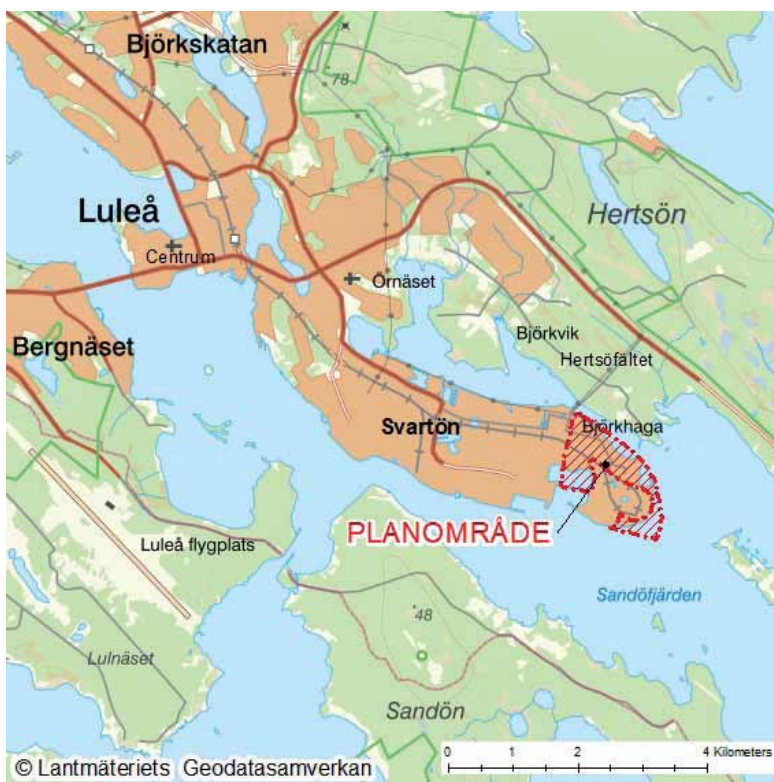 Björkskatan
78
Luleå
Hertsön
Centrum
Örnäset
Björkvik
Bergnäset
Hertsöfältet
Svartön
Björkhaga
PLANOMRÅDE
Luleå flygplats
Sandöfjärden
48
Lulnäset
Sandön
0 1 2 4 Kilometers
© Lantmäteriets Geodatasamverkan